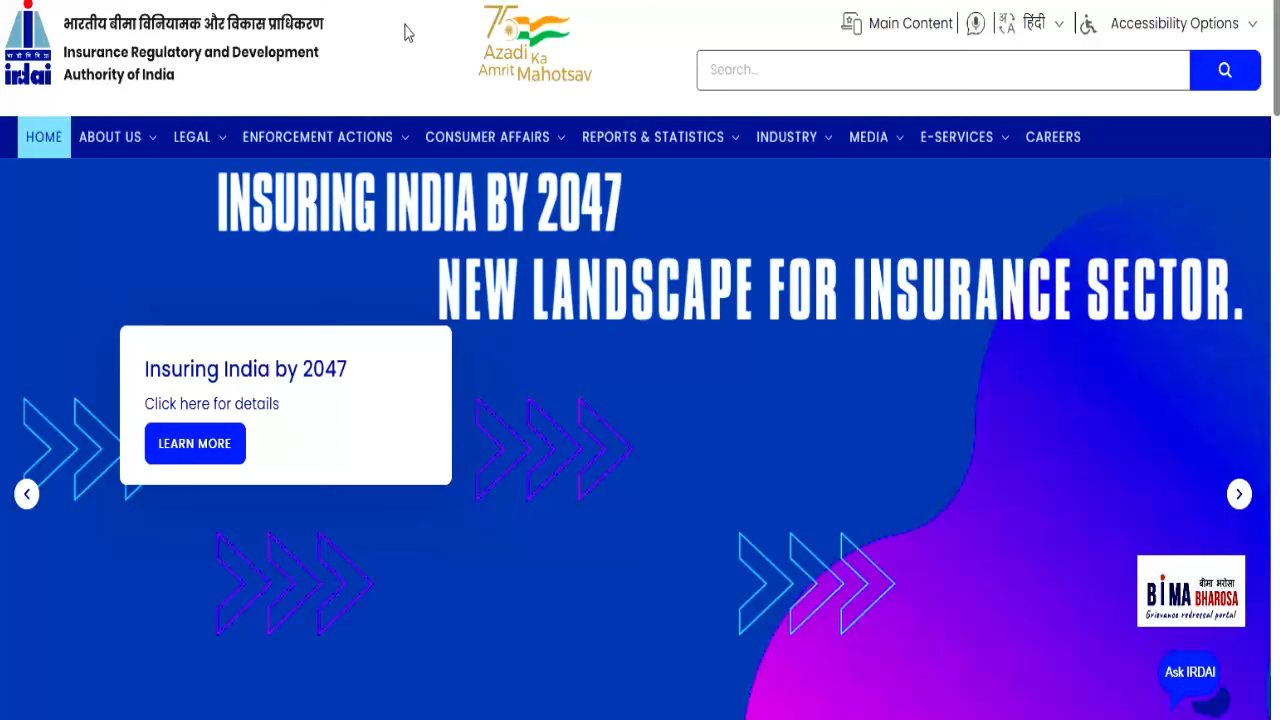 भारतीय बीमा विनियामक और विकास प्राधिकरण
Insurance Regulatory and Development
Authority of India
irdai
75
Azadi Ka
Amrit Mahotsav
Main Content
हिंदी
Accessibility Options
Search...
HOME ABOUT US LEGAL ENFORCEMENT ACTIONS CONSUMER AFFAIRS REPORTS & STATISTICS INDUSTRY MEDIA E-SERVICES CAREERS
INSURING INDIA BY 2047
NEW LANDSCAPE FOR INSURANCE SECTOR.
Insuring India by 2047
Click here for details
LEARN MORE
BIMA बीमा भरोसा
BHAROSA
Grievance redressal portal
Ask IRDAI